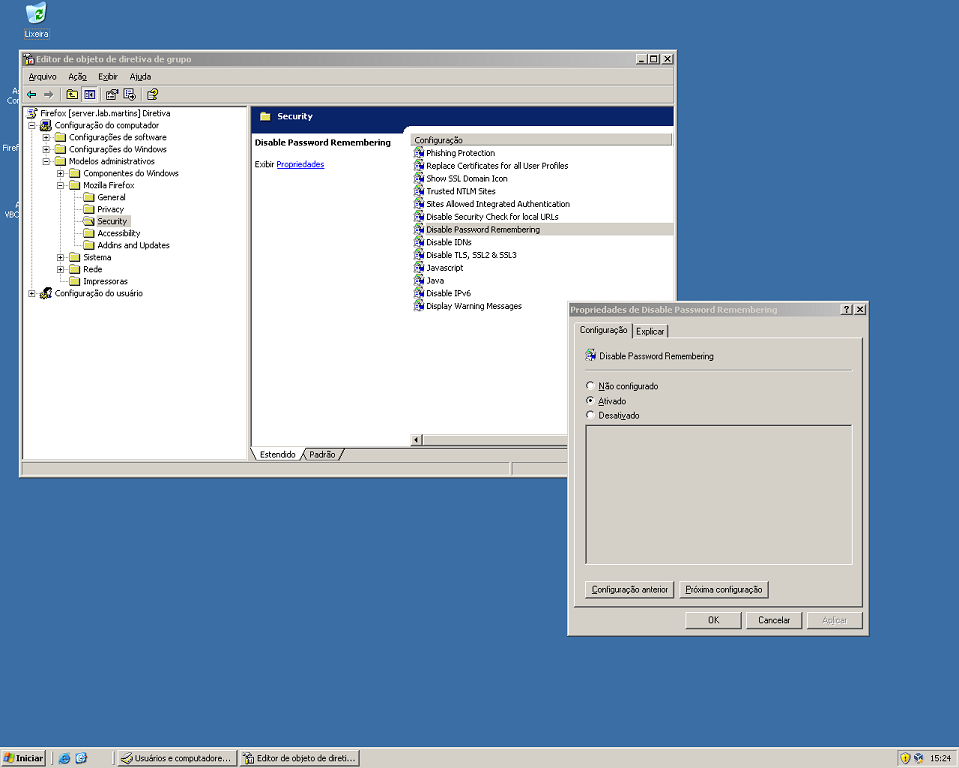 Lixeira
Editor de objeto de diretiva de grupo
Arquivo Ação Exibir Ajuda
Firefox [server.lab.martins] Diretiva
Configuração do computador
Configurações de software
Configurações do Windows
Modelos administrativos
Componentes do Windows
Mozilla Firefox
General
Privacy
Security
Accessibility
Addins and Updates
Sistema
Rede
Impressoras
Configuração do usuário
Security
Disable Password Remembering
Exibir Propriedades
Configuração
Phishing Protection
Replace Certificates for all User Profiles
Show SSL Domain Icon
Trusted NTLM Sites
Sites Allowed Integrated Authentication
Disable Security Check for local URLs
Disable Password Remembering
Disable IDNs
Disable TLS, SSL2 & SSL3
Javascript
Java
Disable IPv6
Display Warning Messages
Estendido Padrão
Propriedades de Disable Password Remembering
Configuração Explicar
Disable Password Remembering
Não configurado
Ativado
Desativado
Configuração anterior Próxima configuração
OK Cancelar Aplicar
Iniciar Usuários e computadore... Editor de objeto de direti... 15:24